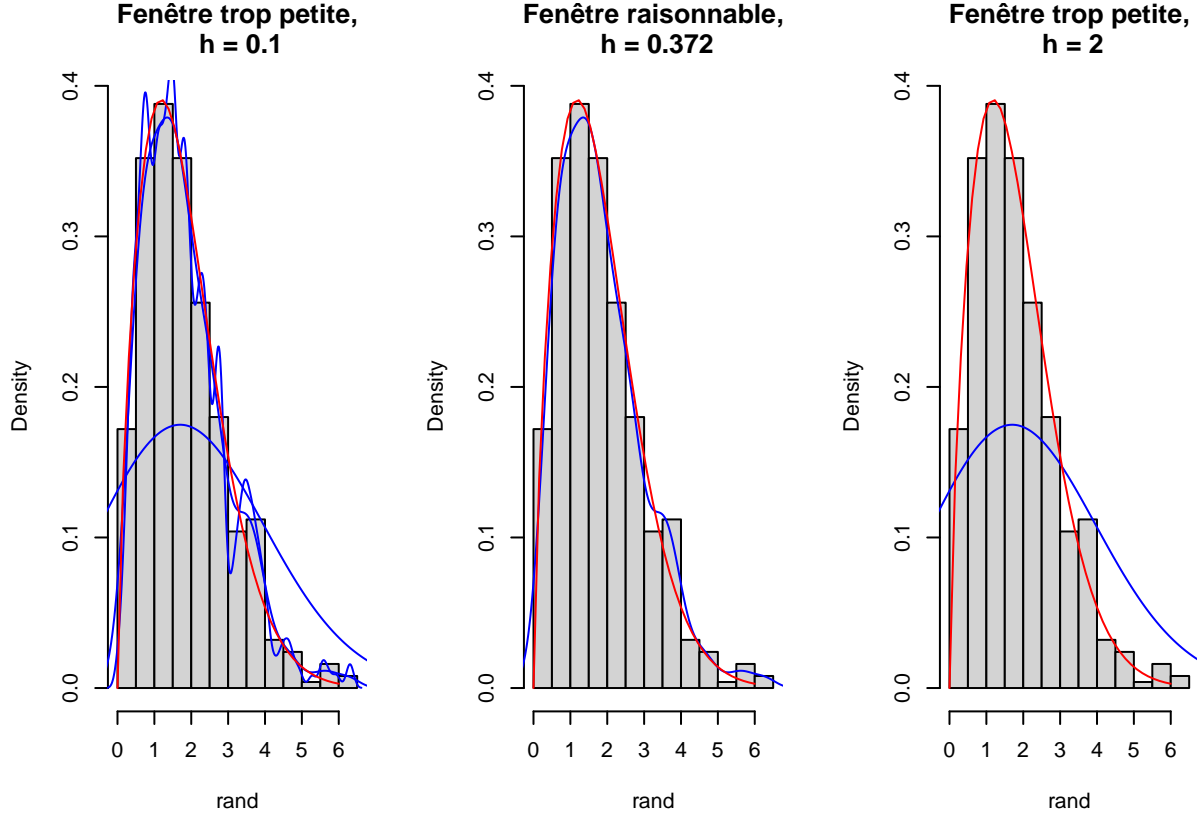 Fenêtre trop petite,
h = 0.1
Density
0.0
0.1
0.2
0.3
0.4
0 1 2 3 4 5 6
rand
Fenêtre raisonnable,
h = 0.372
Density
0.0
0.1
0.2
0.3
0.4
0 1 2 3 4 5 6
rand
Fenêtre trop petite,
h = 2
Density
0.0
0.1
0.2
0.3
0.4
0 1 2 3 4 5 6
rand